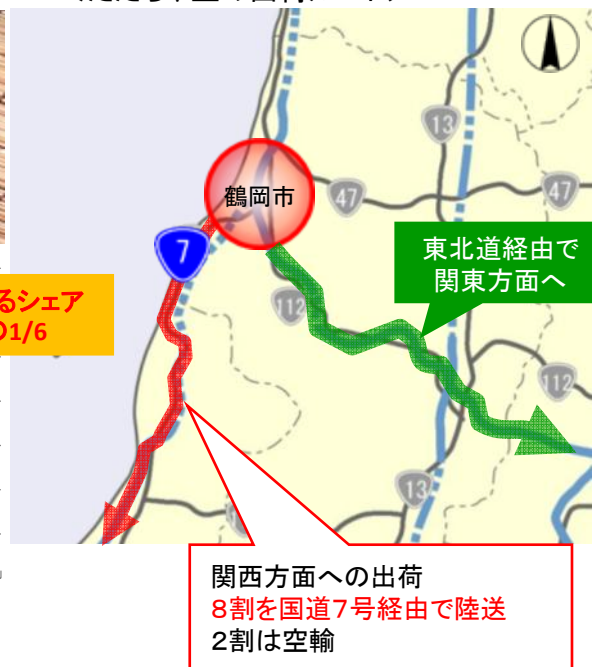 鶴岡市
13
47
47
7
東北道経由で
関東方面へ
るシェア
1/6
112
112
13
関西方面への出荷
8割を国道7号経由で陸送
2割は空輸